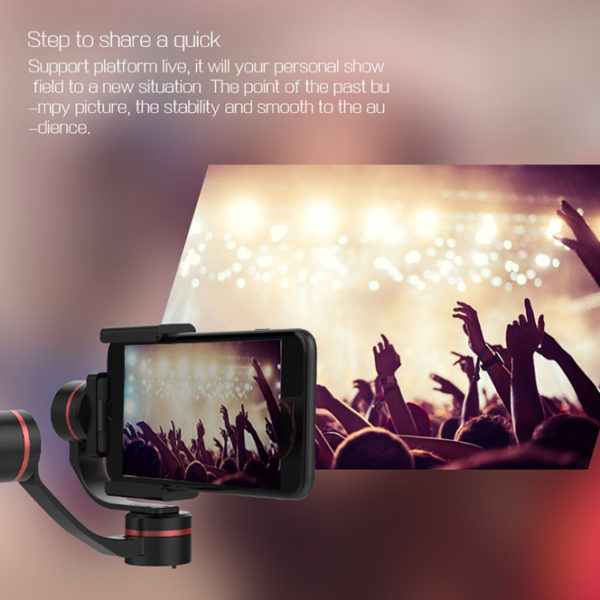 Step to share a quick
Support platform live, it will your personal show
field to a new situation The point of the past bu
-mpy picture, the stability and smooth to the au
-dience.